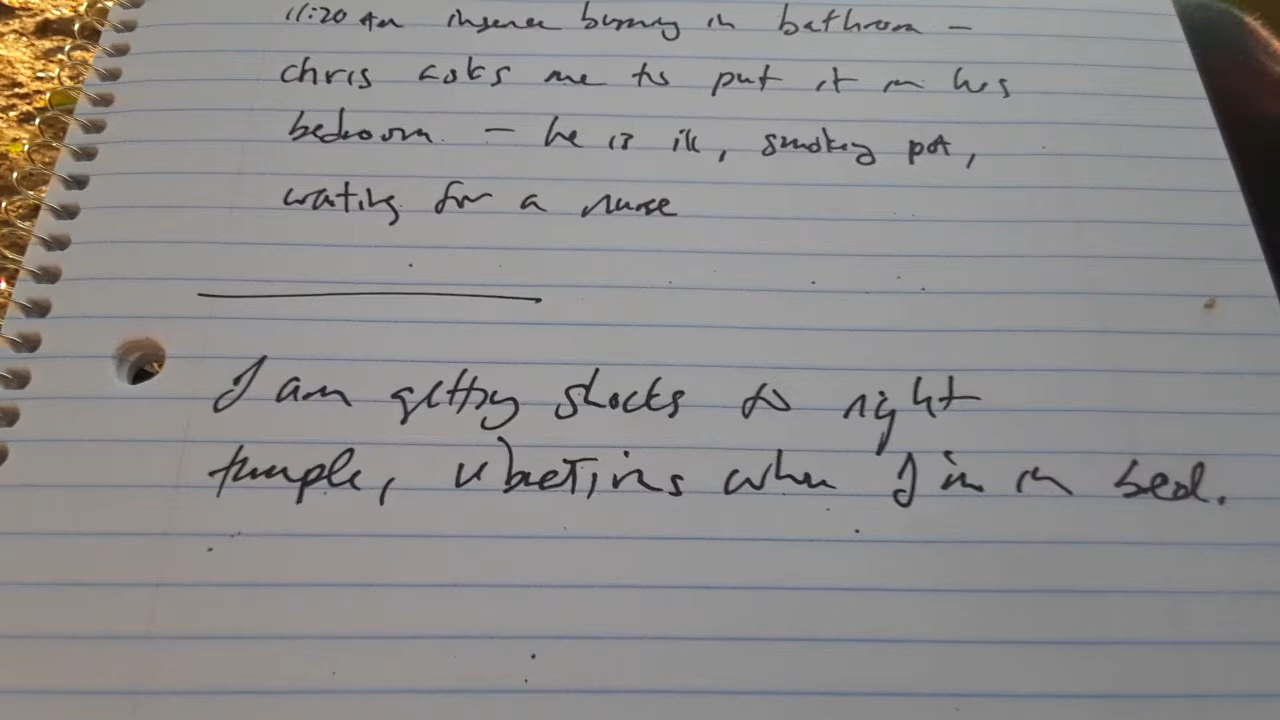 11:20 am incense burning in bathroom -
chris asks me to put it in his
bedroom - he is ill, smoking pot,
waiting for a nurse
I am getting shocks to right
temple, vibrations when I in in bed.